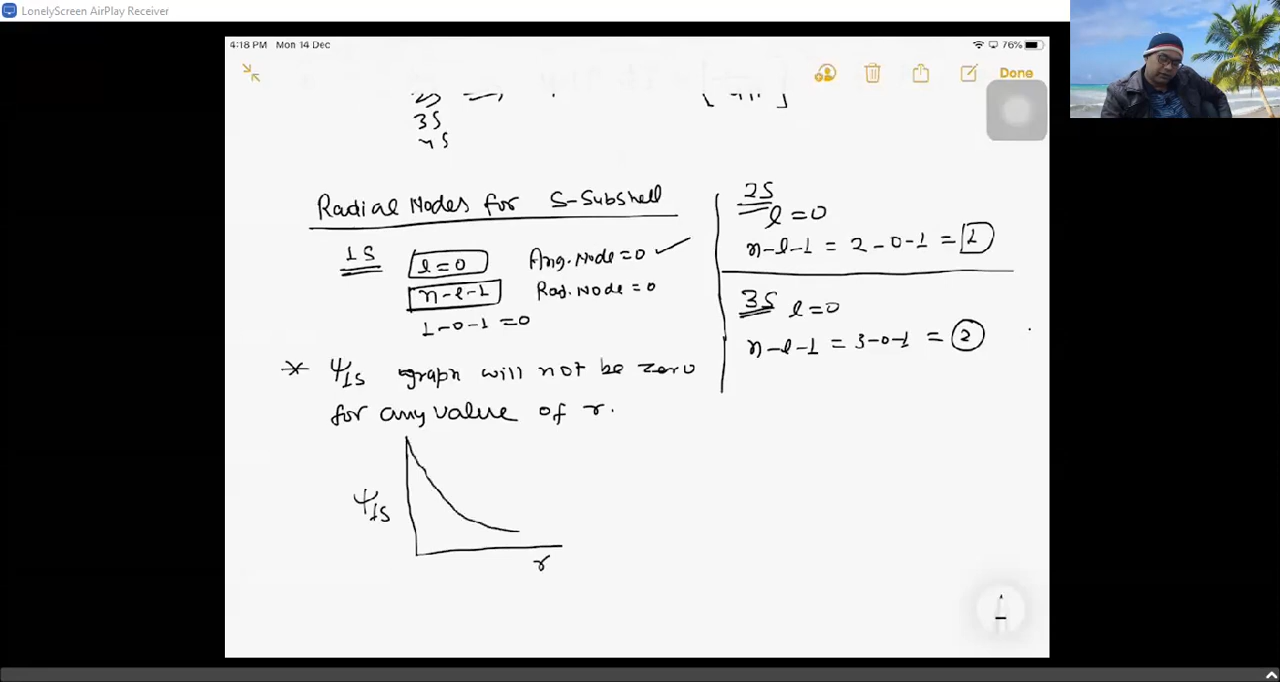 LonelyScreen AirPlay Receiver
4:18 PM Mon 14 Dec
76%
Done
3S
4S
Radial Nodes for S-Subshell
1S l=0 Ang. Node = 0
n-l-1 Rad. Node = 0
1-0-1 = 0
* Ψ1S graph will not be zero
for any value of r.
Ψ1S
r
2S
l = 0
n-l-1 = 2-0-1 = 1
3S l=0
n-l-1 = 3-0-1 = 2